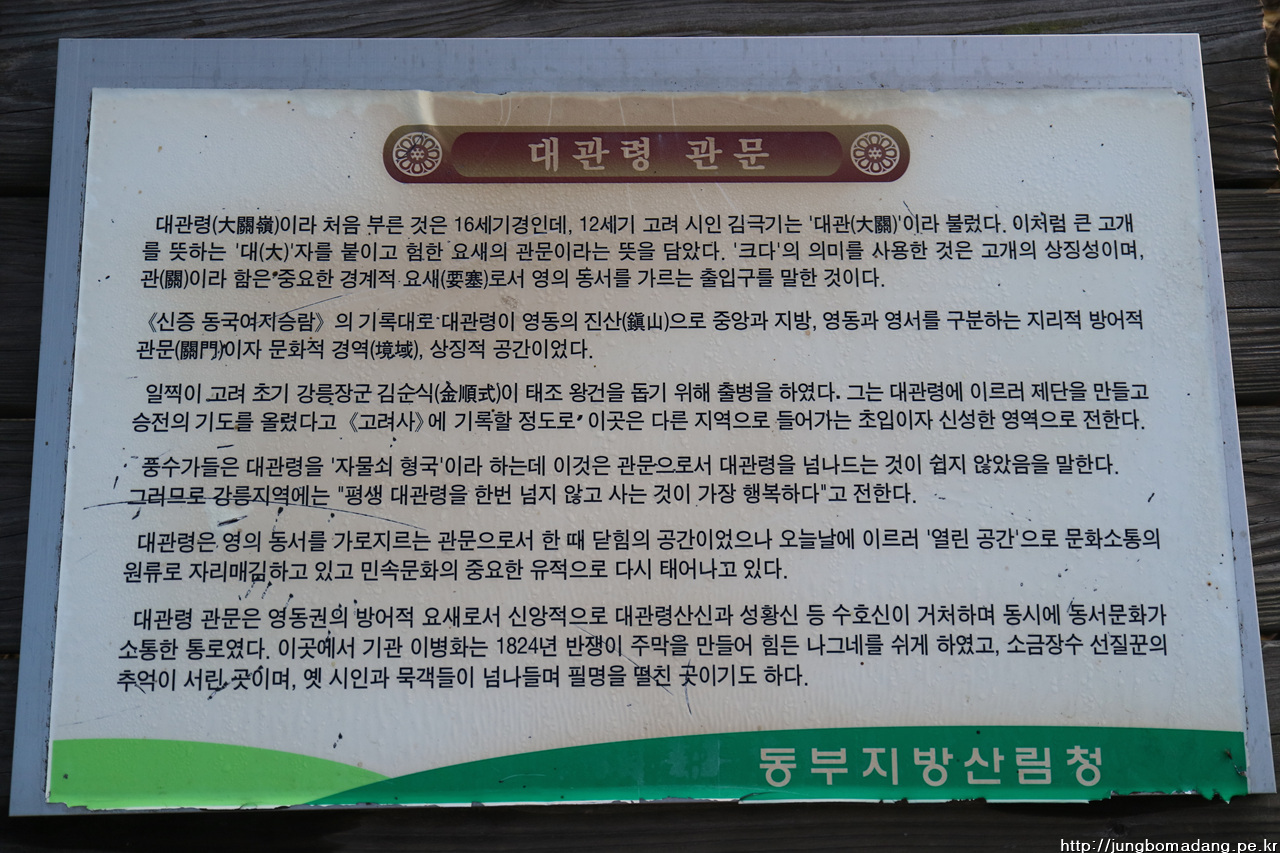 대관령 관문
대관령(大關嶺)이라 처음 부른 것은 16세기경인데, 12세기 고려 시인 김극기는 '대관(大關)'이라 불렀다. 이처럼 큰 고개
를 뜻하는 '대(大)'자를 붙이고 험한 요새의 관문이라는 뜻을 담았다. '크다'의 의미를 사용한 것은 고개의 상징성이며,
관(關)이라 함은 중요한 경계적 요새(要塞)로서 영의 동서를 가르는 출입구를 말한 것이다.
《신증 동국여지승람》의 기록대로 대관령이 영동의 진산(鎭山)으로 중앙과 지방, 영동과 영서를 구분하는 지리적 방어적
관문(關門)이자 문화적 경역(境域), 상징적 공간이었다.
일찍이 고려 초기 강릉장군 김순식(金順式)이 태조 왕건을 돕기 위해 출병을 하였다. 그는 대관령에 이르러 제단을 만들고
승전의 기도를 올렸다고 《고려사》에 기록할 정도로 이곳은 다른 지역으로 들어가는 초입이자 신성한 영역으로 전한다.
풍수가들은 대관령을 '자물쇠 형국'이라 하는데 이것은 관문으로서 대관령을 넘나드는 것이 쉽지 않았음을 말한다.
그러므로 강릉지역에는 "평생 대관령을 한번 넘지 않고 사는 것이 가장 행복하다"고 전한다.
대관령은 영의 동서를 가로지르는 관문으로서 한 때 닫힘의 공간이었으나 오늘날에 이르러 '열린 공간'으로 문화소통의
원류로 자리매김하고 있고 민속문화의 중요한 유적으로 다시 태어나고 있다.
대관령 관문은 영동권의 방어적 요새로서 신앙적으로 대관령산신과 성황신 등 수호신이 거처하며 동시에 동서문화가
소통한 통로였다. 이곳에서 기관 이병화는 1824년 반쟁이 주막을 만들어 힘든 나그네를 쉬게 하였고, 소금장수 선질꾼의
추억이 서린 곳이며, 옛 시인과 묵객들이 넘나들며 필명을 떨친 곳이기도 하다.
동부지방산림청
http://jungbomadang.pe.kr